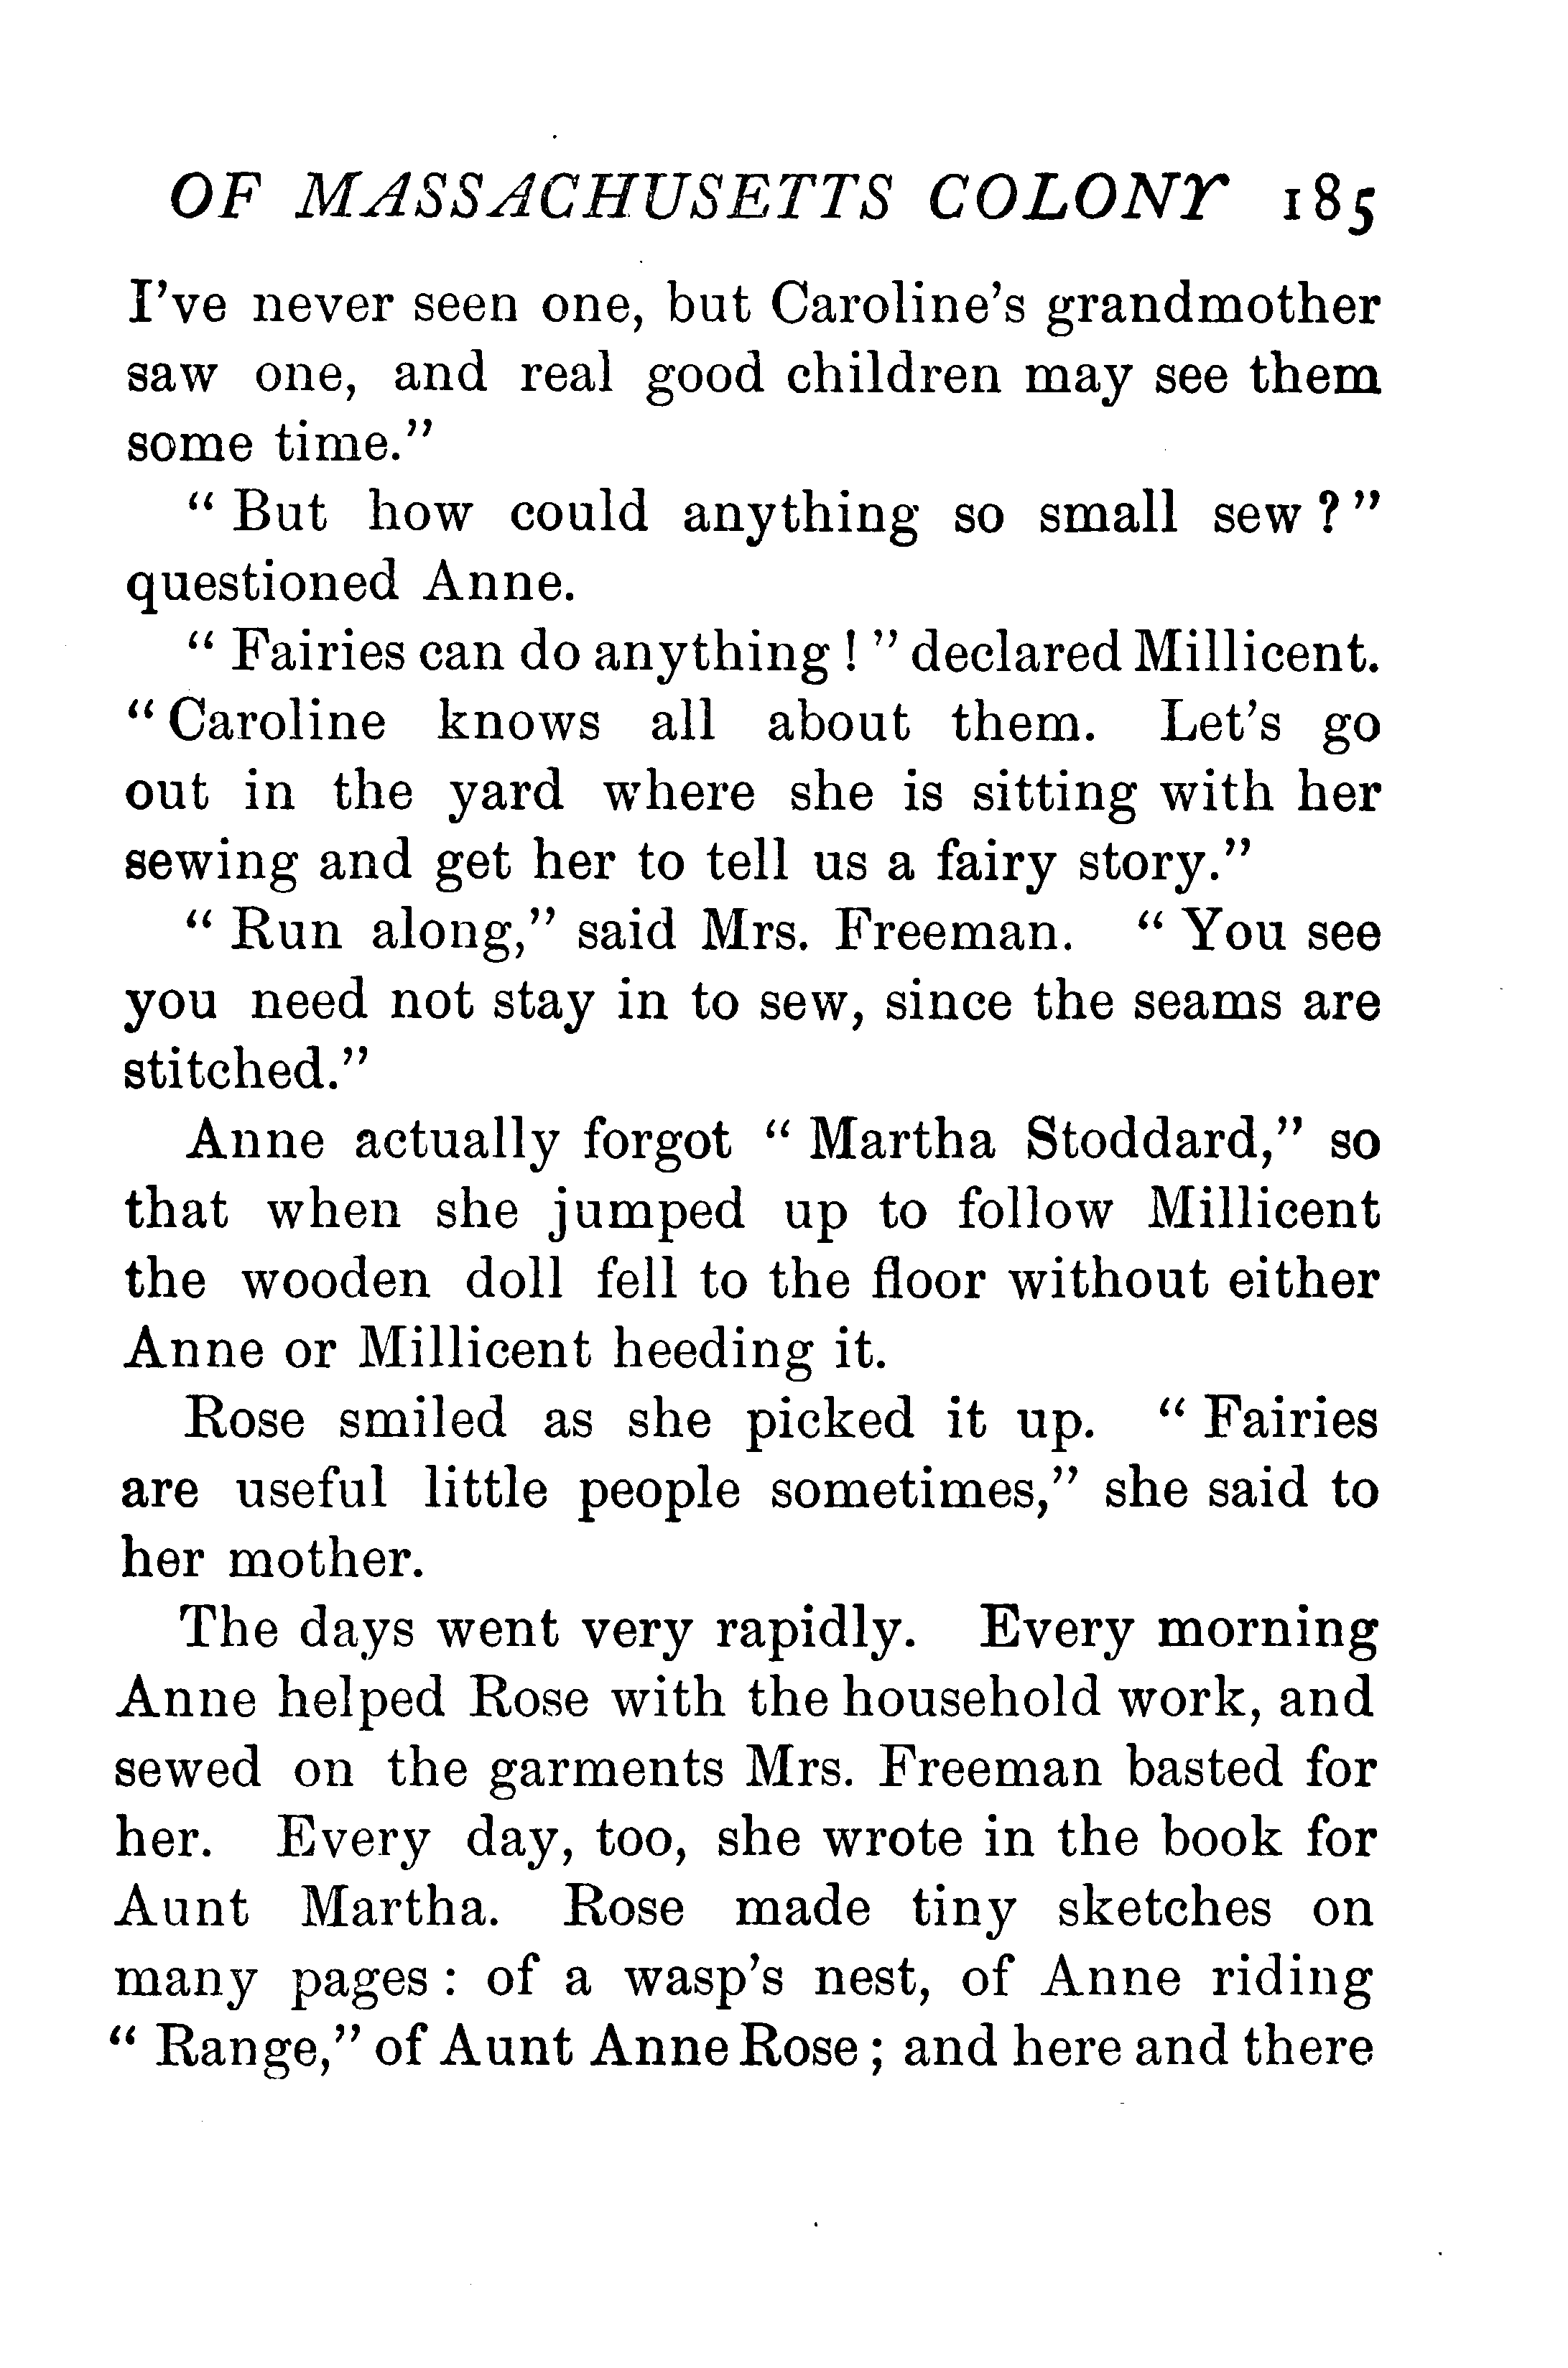 OF MASSACHUSETTS COLONY 185
I've never seen one, but Caroline's grandmother
saw one, and real good children may see them
some time."
" But how could anything so small sew ? "
questioned Anne.
" Fairies can do anything ! " declared Millicent.
" Caroline knows all about them. Let's go
out in the yard where she is sitting with her
sewing and get her to tell us a fairy story."
" Run along," said Mrs. Freeman. " You see
you need not stay in to sew, since the seams are
stitched."
Anne actually forgot " Martha Stoddard," so
that when she jumped up to follow Millicent
the wooden doll fell to the floor without either
Anne or Millicent heeding it.
Rose smiled as she picked it up. " Fairies
are useful little people sometimes," she said to
her mother.
The days went very rapidly. Every morning
Anne helped Rose with the household work, and
sewed on the garments Mrs. Freeman basted for
her. Every day, too, she wrote in the book for
Aunt Martha. Rose made tiny sketches on
many pages : of a wasp's nest, of Anne riding
" Range," of Aunt Anne Rose ; and here and there